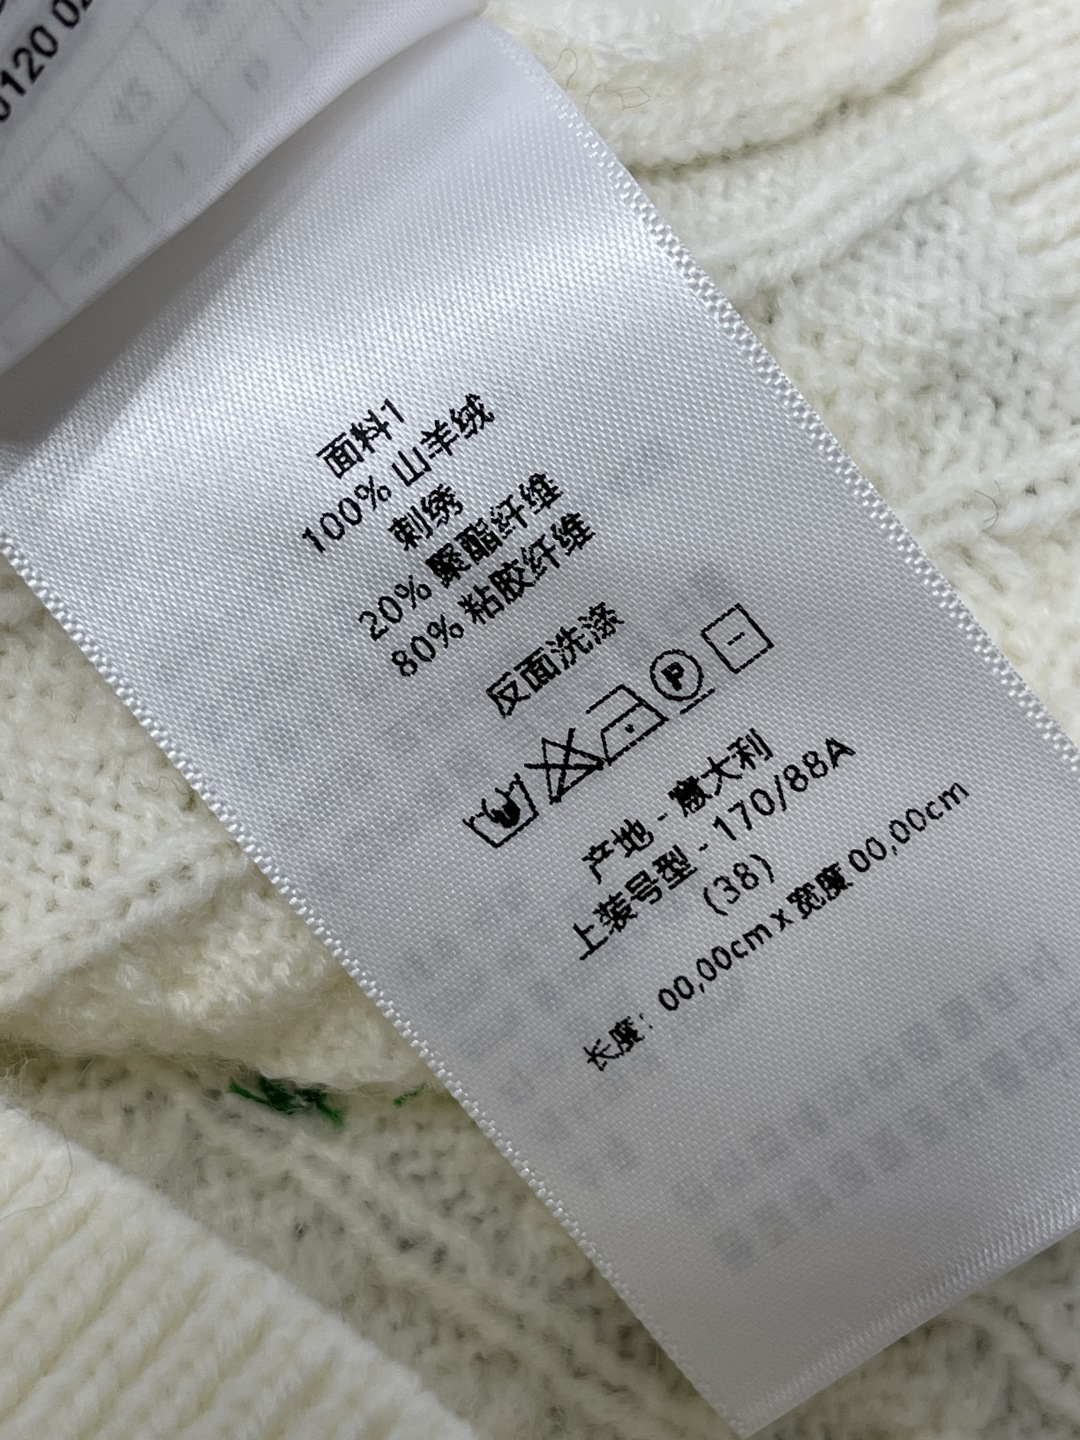 0120 02
面料1
100% 山羊绒
刺绣
20% 聚酯纤维
80% 粘胶纤维
反面洗涤
P
产地 - 意大利
上装号型 - 170/88A
(38)
长度: 00,00cm x 宽度 00,00cm